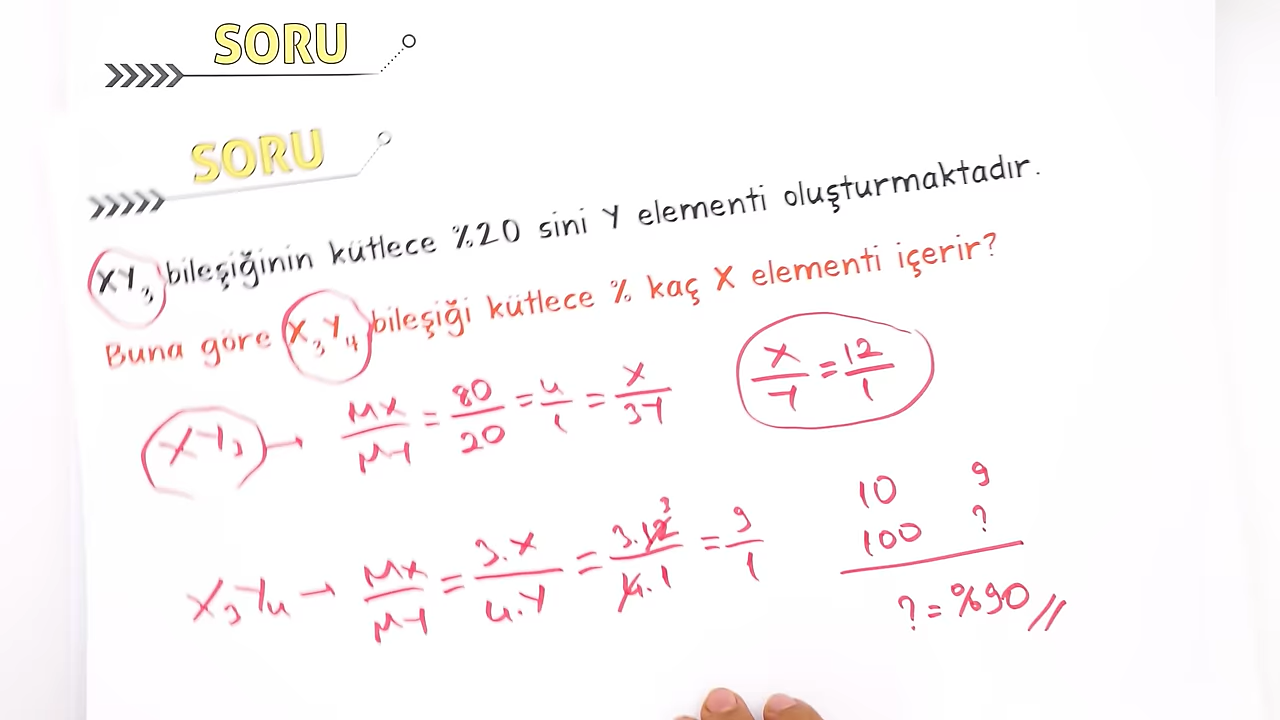 SORU
SORU
XY₃ bileşiğinin kütlece %20 sini Y elementi oluşturmaktadır.
Buna göre X₃Y₄ bileşiği kütlece % kaç X elementi içerir?
XY₃ → MX/MY = 80/20 = 4/1 = X/3Y
X/Y = 12/1
X₃Y₄ → MX/MY = 3.X/4.Y = 3.12/4.1 = 9/1
3
10 9
100 ?
? = %90 //